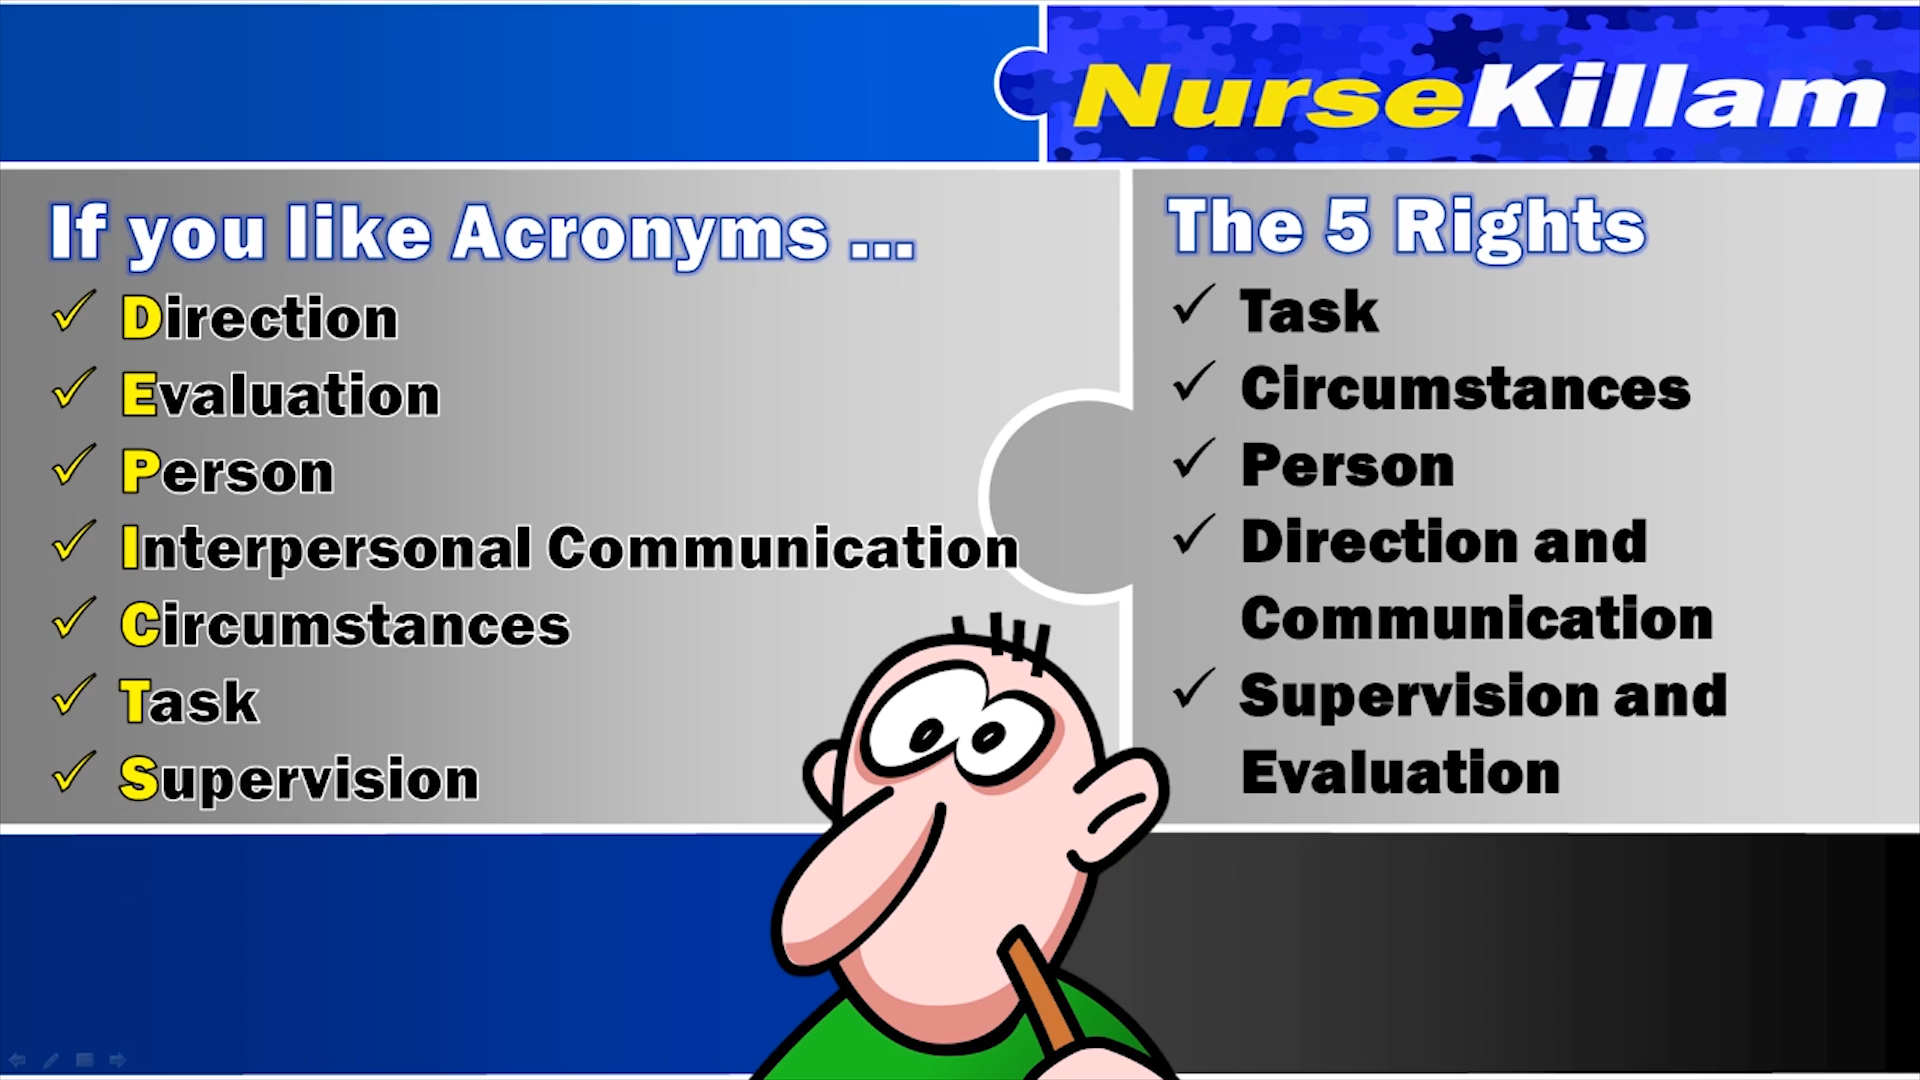 NurseKillam
If you like Acronyms ...
Direction
Evaluation
Person
Interpersonal Communication
Circumstances
Task
Supervision
The 5 Rights
Task
Circumstances
Person
Direction and
Communication
Supervision and
Evaluation